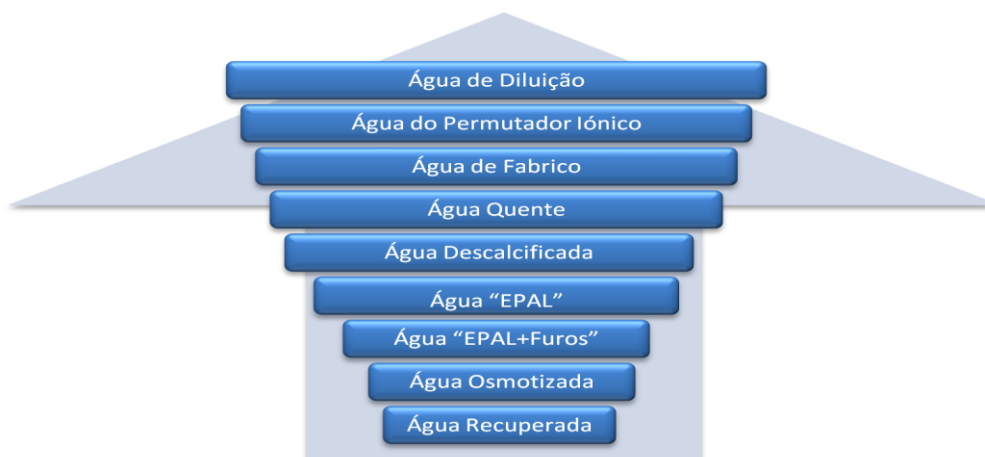 Água de Diluição
Água do Permutador Iónico
Água de Fabrico
Água Quente
Água Descalcificada
Água “EPAL”
Água “EPAL+Furos”
Água Osmotizada
Água Recuperada